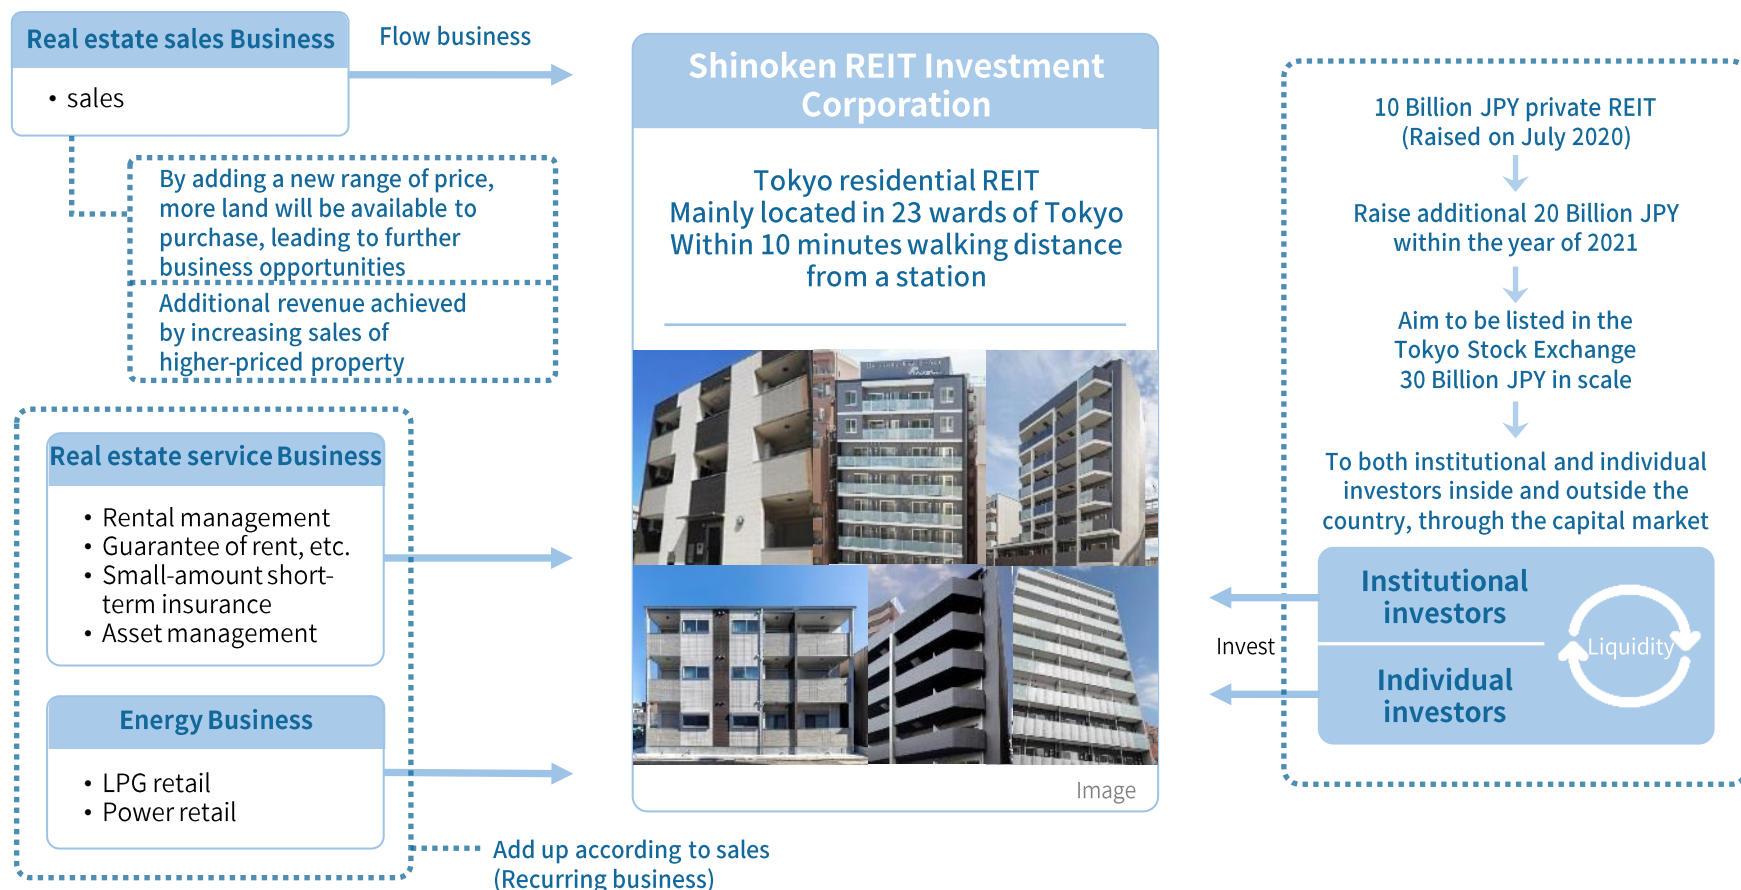 Real estate sales Business
• sales
Flow business
By adding a new range of price,
more land will be available to
purchase, leading to further
business opportunities
Additional revenue achieved
by increasing sales of
higher-priced property
Real estate service Business
• Rental management
• Guarantee of rent, etc.
• Small-amount short-
term insurance
• Asset management
Energy Business
• LPG retail
• Power retail
Add up according to sales
(Recurring business)
Shinoken REIT Investment
Corporation
Tokyo residential REIT
Mainly located in 23 wards of Tokyo
Within 10 minutes walking distance
from a station
Image
10 Billion JPY private REIT
(Raised on July 2020)
Raise additional 20 Billion JPY
within the year of 2021
Aim to be listed in the
Tokyo Stock Exchange
30 Billion JPY in scale
To both institutional and individual
investors inside and outside the
country, through the capital market
Invest
Institutional
investors
Individual
investors
Liquidity